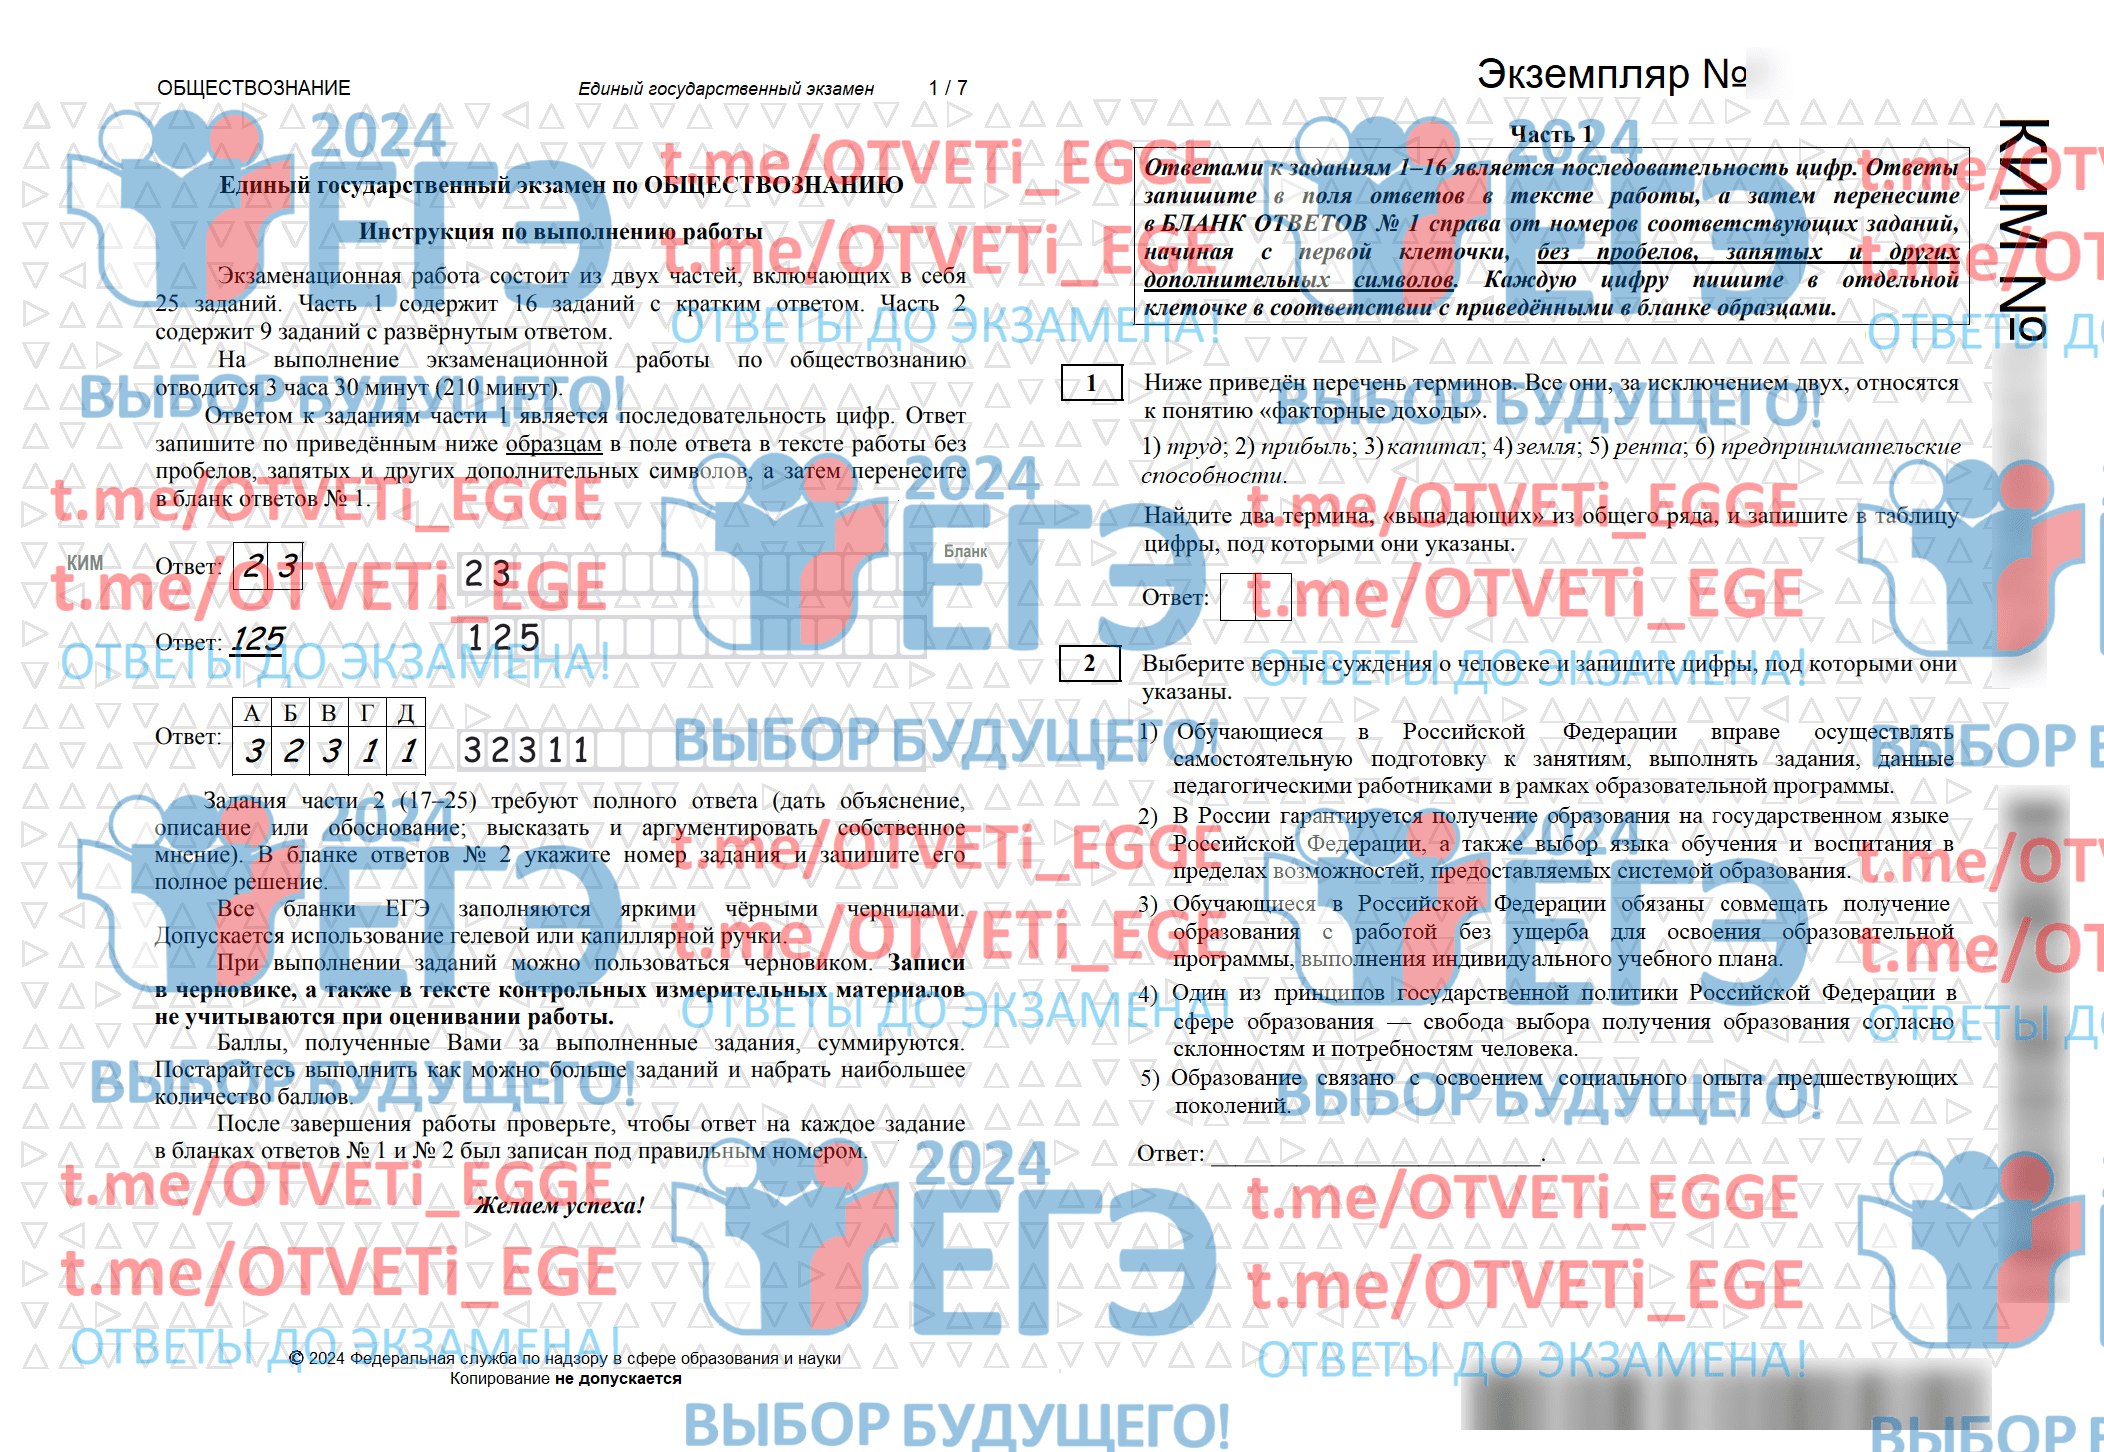 ОБЩЕСТВОЗНАНИЕ
Единый государственный экзамен
1 / 7
Единый государственный экзамен по ОБЩЕСТВОЗНАНИЮ
Инструкция по выполнению работы
Экзаменационная работа состоит из двух частей, включающих в себя
25 заданий. Часть 1 содержит 16 заданий с кратким ответом. Часть 2
содержит 9 заданий с развёрнутым ответом.
На выполнение экзаменационной работы по обществознанию
отводится 3 часа 30 минут (210 минут).
Ответом к заданиям части 1 является последовательность цифр. Ответ
запишите по приведённым ниже образцам в поле ответа в тексте работы без
пробелов, запятых и других дополнительных символов, а затем перенесите
в бланк ответов № 1.
КИМ
Ответ: 2 3
23
Бланк
Ответ: 125
125
А Б В Г Д
Ответ: 3 2 3 1 1
32311
Задания части 2 (17–25) требуют полного ответа (дать объяснение,
описание или обоснование; высказать и аргументировать собственное
мнение). В бланке ответов № 2 укажите номер задания и запишите его
полное решение.
Все бланки ЕГЭ заполняются яркими чёрными чернилами.
Допускается использование гелевой или капиллярной ручки.
При выполнении заданий можно пользоваться черновиком. Записи
в черновике, а также в тексте контрольных измерительных материалов
не учитываются при оценивании работы.
Баллы, полученные Вами за выполненные задания, суммируются.
Постарайтесь выполнить как можно больше заданий и набрать наибольшее
количество баллов.
После завершения работы проверьте, чтобы ответ на каждое задание
в бланках ответов № 1 и № 2 был записан под правильным номером.
Желаем успеха!
© 2024 Федеральная служба по надзору в сфере образования и науки
Копирование не допускается
Экземпляр №
КИМ №
Часть 1
Ответами к заданиям 1–16 является последовательность цифр. Ответы
запишите в поля ответов в тексте работы, а затем перенесите
в БЛАНК ОТВЕТОВ № 1 справа от номеров соответствующих заданий,
начиная с первой клеточки, без пробелов, запятых и других
дополнительных символов. Каждую цифру пишите в отдельной
клеточке в соответствии с приведёнными в бланке образцами.
1
Ниже приведён перечень терминов. Все они, за исключением двух, относятся
к понятию «факторные доходы».
1) труд; 2) прибыль; 3) капитал; 4) земля; 5) рента; 6) предпринимательские
способности.
Найдите два термина, «выпадающих» из общего ряда, и запишите в таблицу
цифры, под которыми они указаны.
Ответ:
2
Выберите верные суждения о человеке и запишите цифры, под которыми они
указаны.
1) Обучающиеся в Российской Федерации вправе осуществлять
самостоятельную подготовку к занятиям, выполнять задания, данные
педагогическими работниками в рамках образовательной программы.
2) В России гарантируется получение образования на государственном языке
Российской Федерации, а также выбор языка обучения и воспитания в
пределах возможностей, предоставляемых системой образования.
3) Обучающиеся в Российской Федерации обязаны совмещать получение
образования с работой без ущерба для освоения образовательной
программы, выполнения индивидуального учебного плана.
4) Один из принципов государственной политики Российской Федерации в
сфере образования — свобода выбора получения образования согласно
склонностям и потребностям человека.
5) Образование связано с освоением социального опыта предшествующих
поколений.
Ответ: ____________________.
2024
ЕГЭ
ВЫБОР БУДУЩЕГО!
t.me/OTVETi_EGGE
t.me/OTVETi_EGE
ОТВЕТЫ ДО ЭКЗАМЕНА!